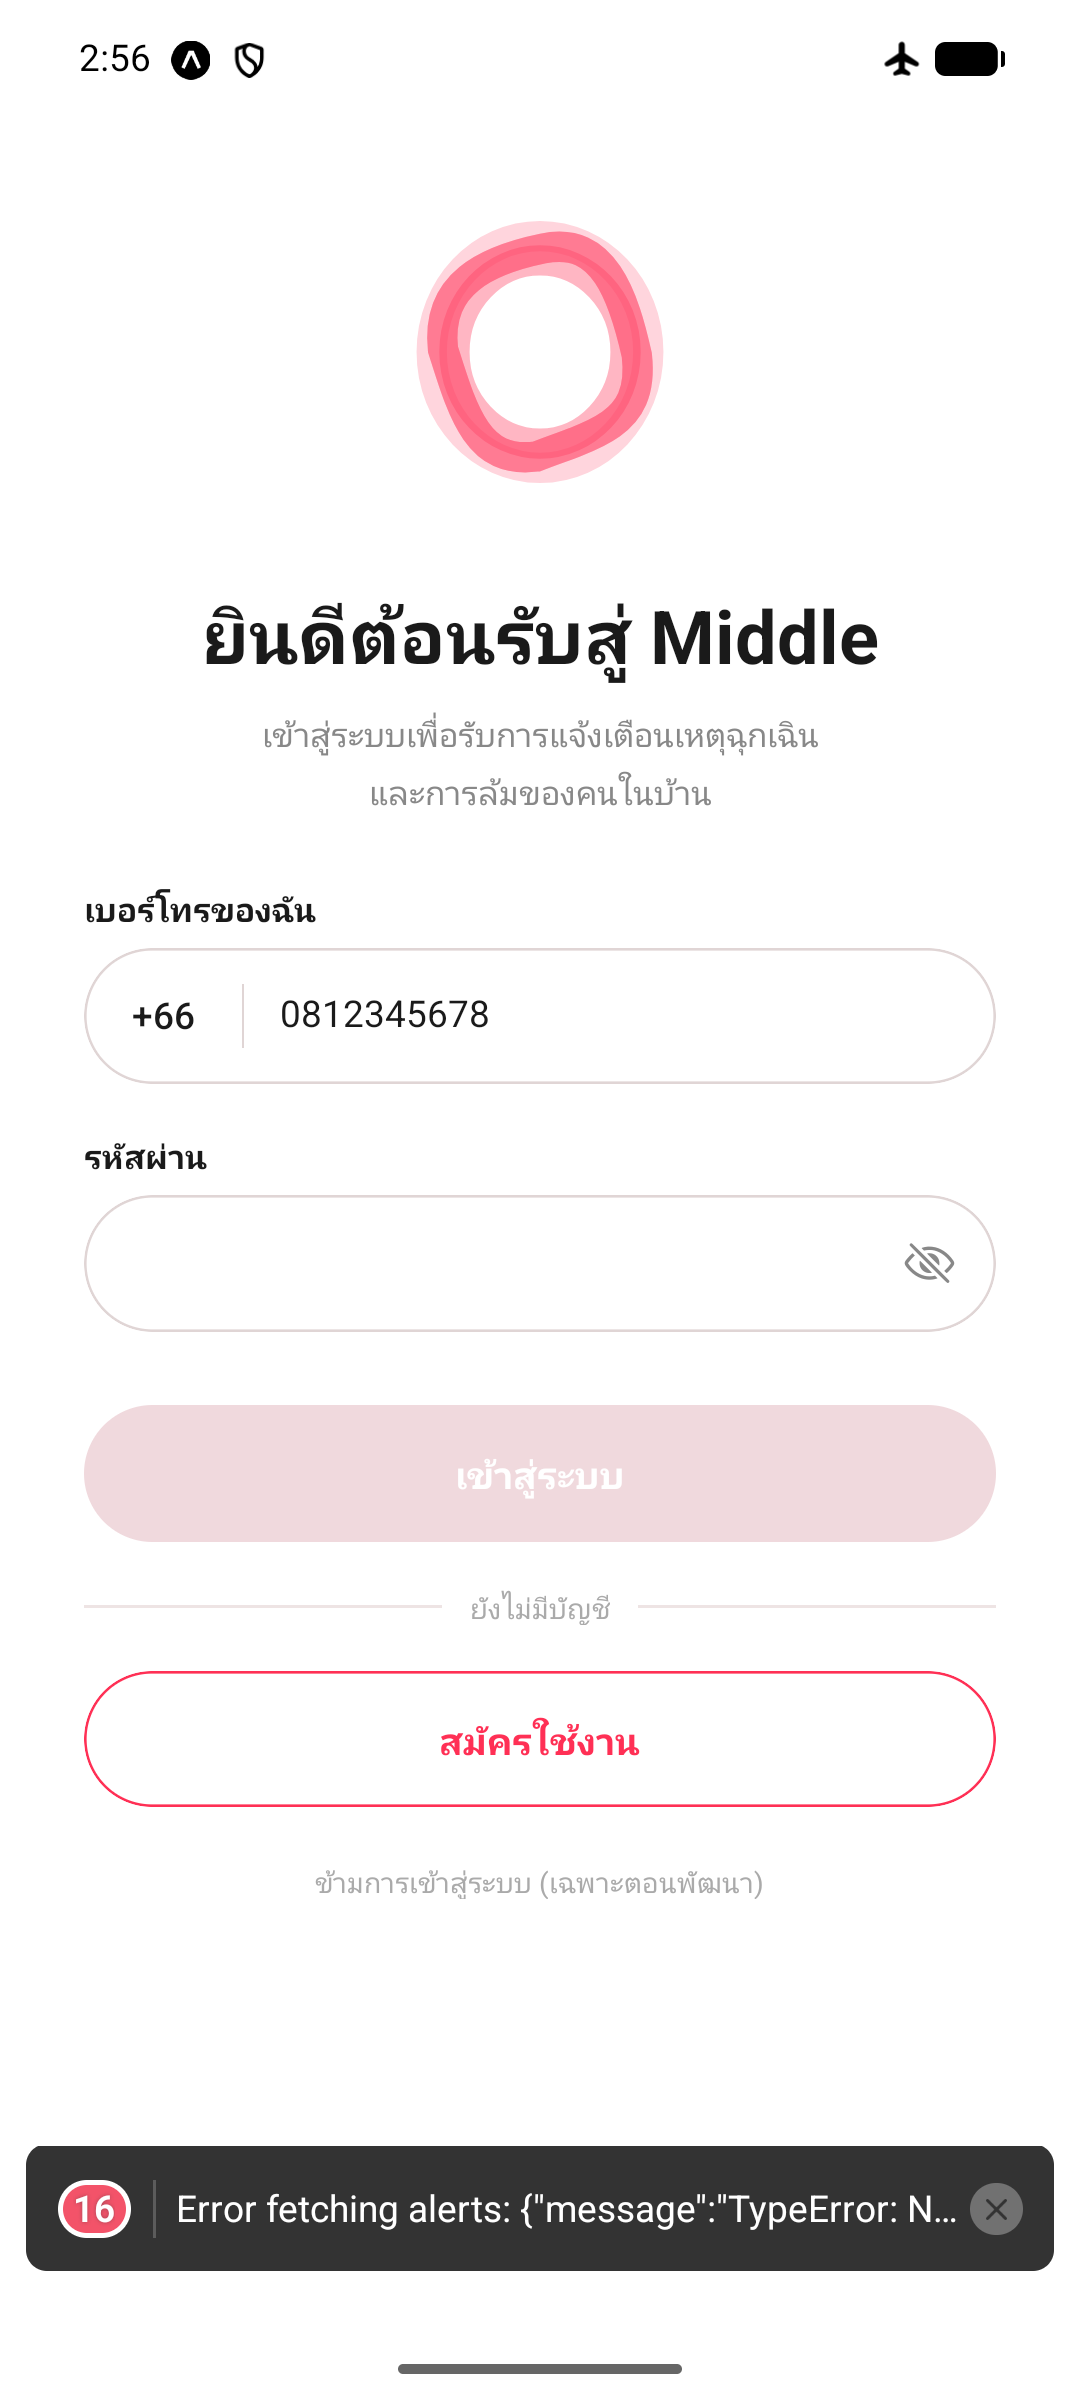 2:56
ยินดีต้อนรับสู่ Middle
เข้าสู่ระบบเพื่อรับการแจ้งเตือนเหตุฉุกเฉิน
และการล้มของคนในบ้าน
เบอร์โทรของฉัน
+66 0812345678
รหัสผ่าน
เข้าสู่ระบบ
ยังไม่มีบัญชี
สมัครใช้งาน
ข้ามการเข้าสู่ระบบ (เฉพาะตอนพัฒนา)
16 Error fetching alerts: {"message":"TypeError: N...